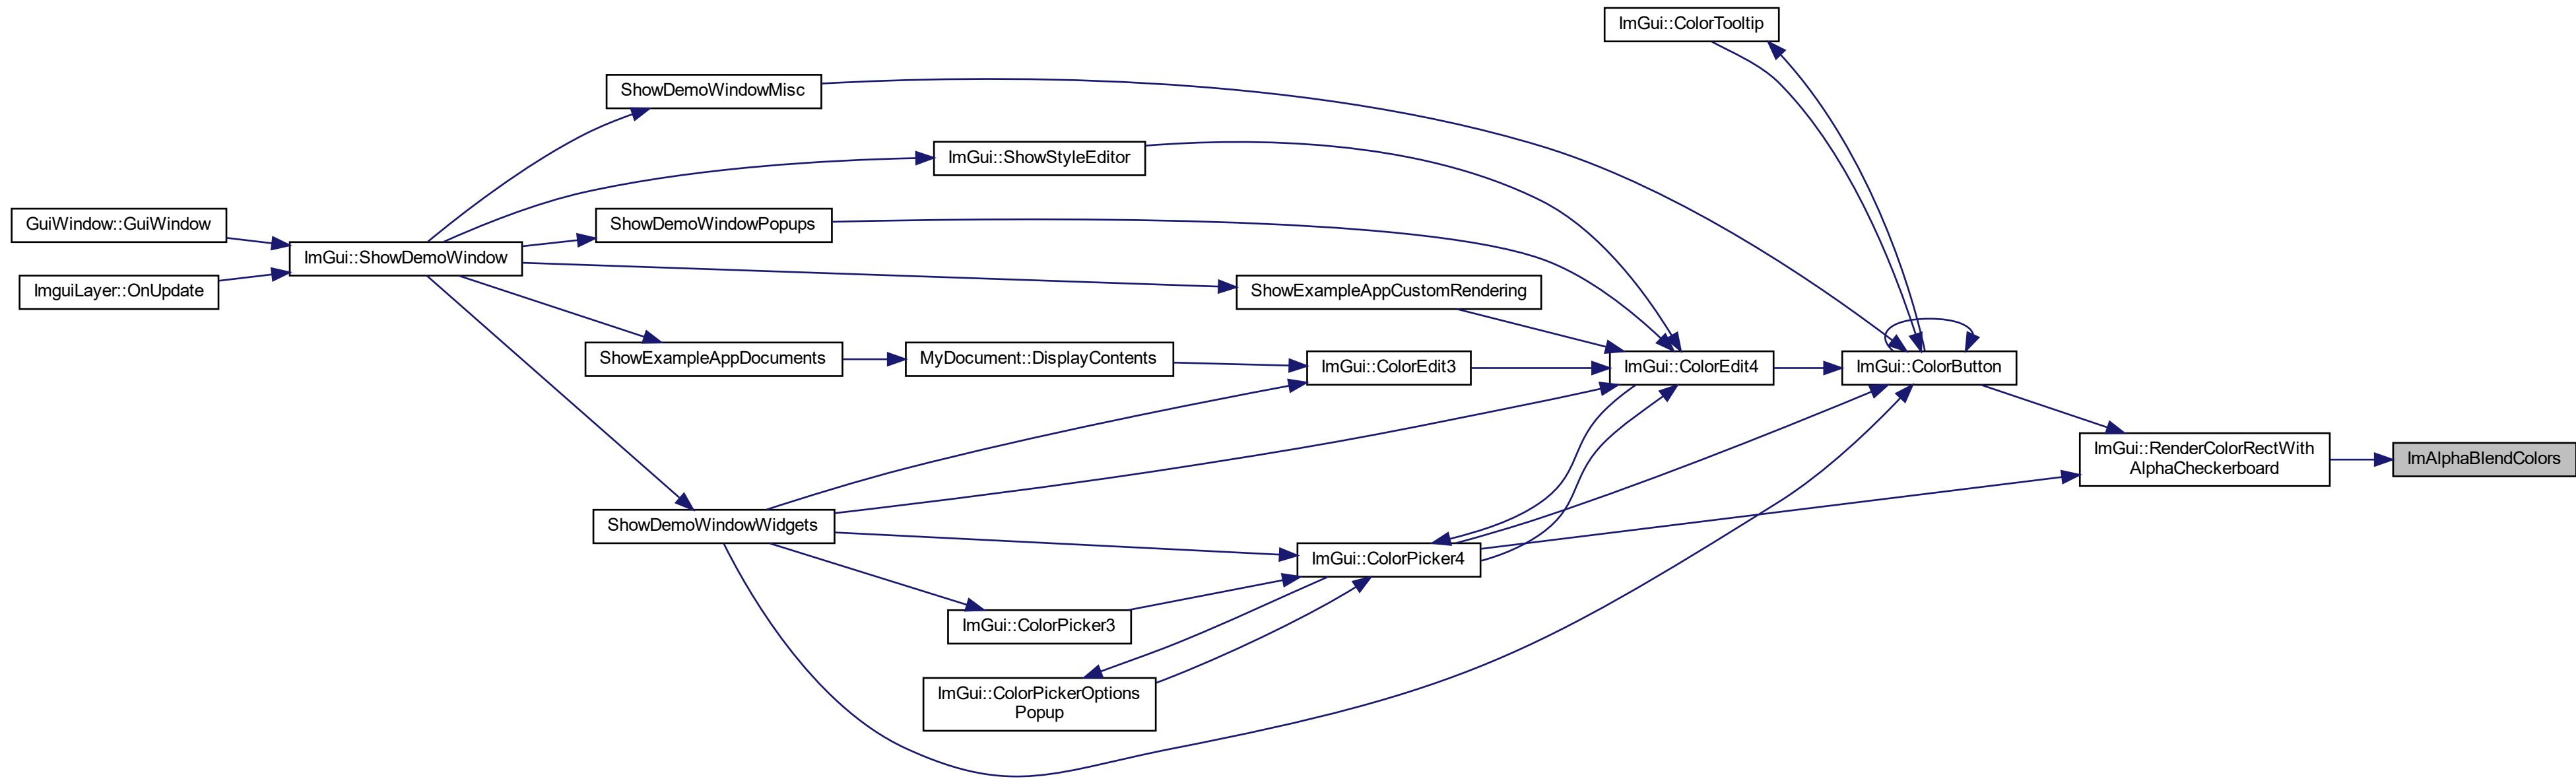 ImGui::ColorTooltip
ShowDemoWindowMisc
ImGui::ShowStyleEditor
GuiWindow::GuiWindow
ShowDemoWindowPopups
ImGui::ShowDemoWindow
ImguiLayer::OnUpdate
ShowExampleAppCustomRendering
ShowExampleAppDocuments
MyDocument::DisplayContents
ImGui::ColorEdit3
ImGui::ColorEdit4
ImGui::ColorButton
ImGui::RenderColorRectWith
AlphaCheckerboard
ImAlphaBlendColors
ShowDemoWindowWidgets
ImGui::ColorPicker4
ImGui::ColorPicker3
ImGui::ColorPickerOptions
Popup